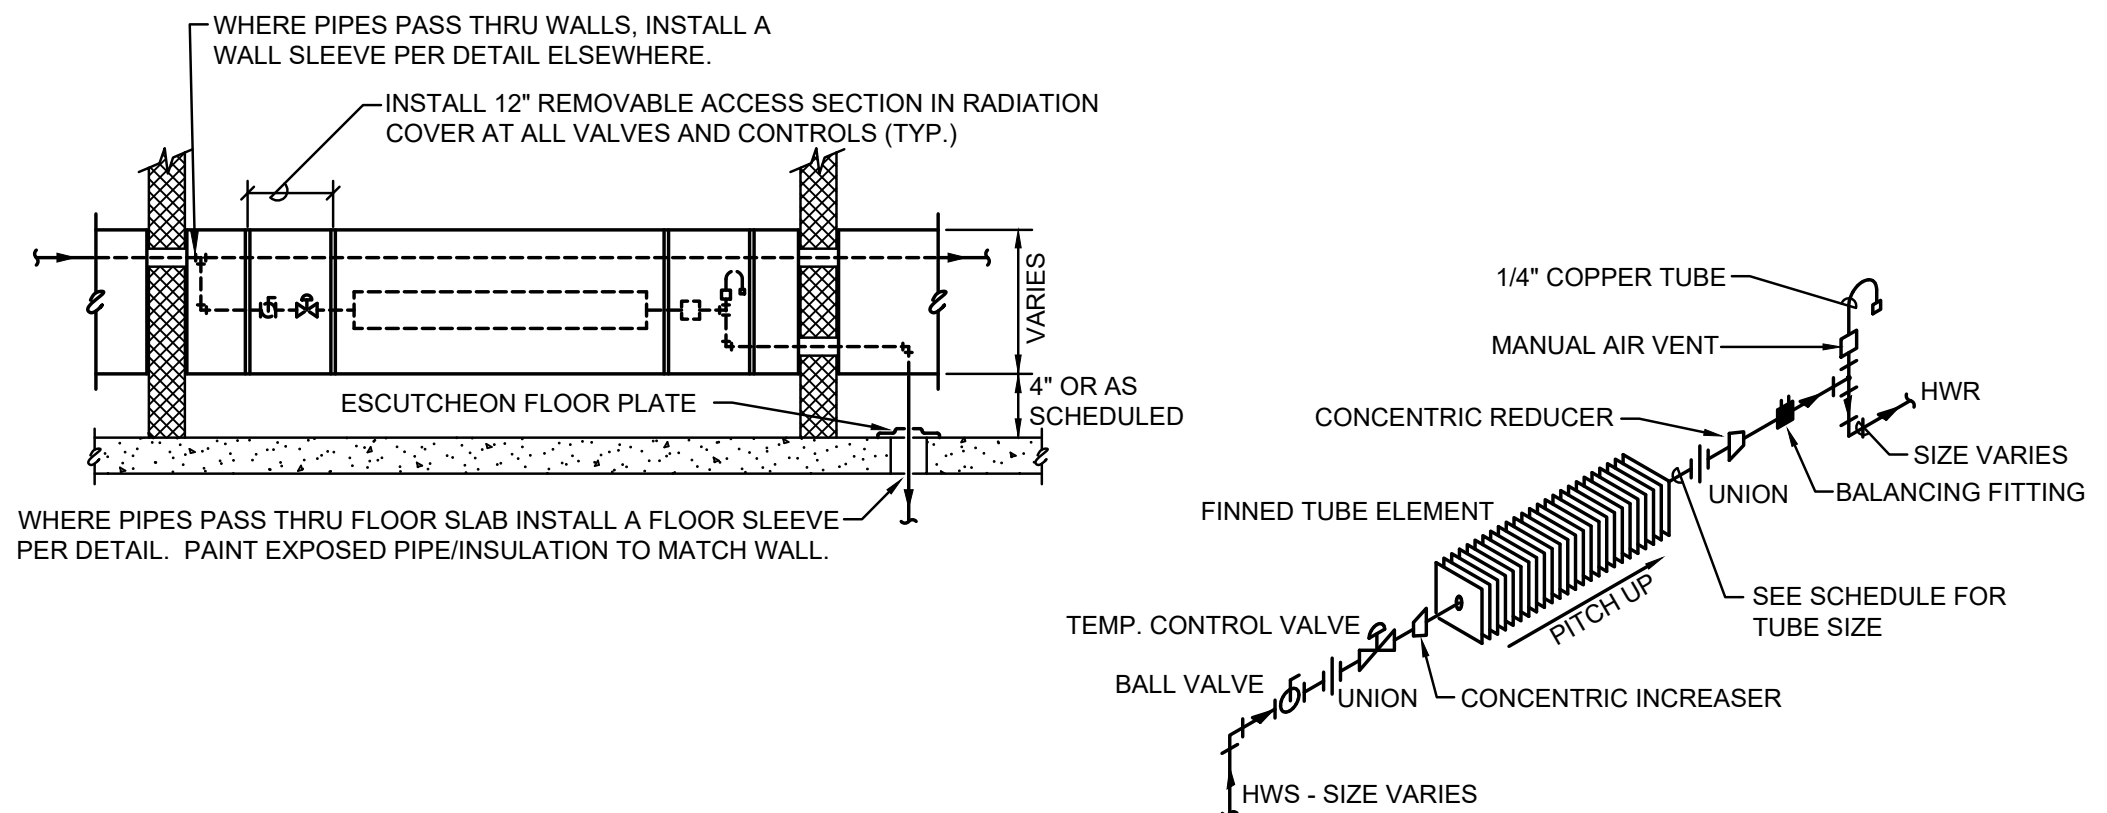 WHERE PIPES PASS THRU WALLS, INSTALL A
WALL SLEEVE PER DETAIL ELSEWHERE.
INSTALL 12" REMOVABLE ACCESS SECTION IN RADIATION
COVER AT ALL VALVES AND CONTROLS (TYP.)
VARIES
4" OR AS
SCHEDULED
ESCUTCHEON FLOOR PLATE
WHERE PIPES PASS THRU FLOOR SLAB INSTALL A FLOOR SLEEVE
PER DETAIL. PAINT EXPOSED PIPE/INSULATION TO MATCH WALL.
1/4" COPPER TUBE
MANUAL AIR VENT
HWR
CONCENTRIC REDUCER
SIZE VARIES
UNION
BALANCING FITTING
FINNED TUBE ELEMENT
PITCH UP
SEE SCHEDULE FOR
TUBE SIZE
TEMP. CONTROL VALVE
BALL VALVE
UNION
CONCENTRIC INCREASER
HWS - SIZE VARIES